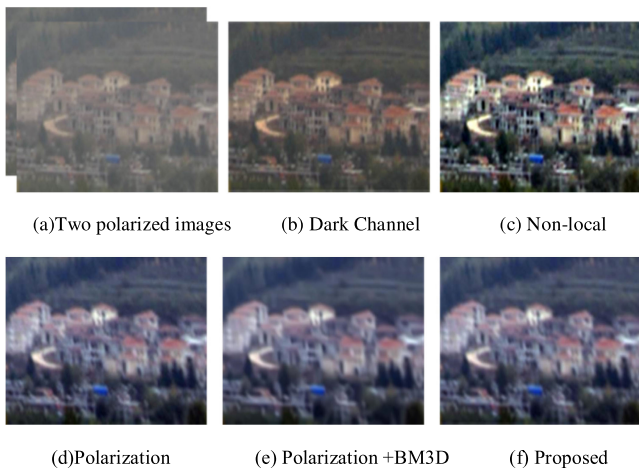 (a)Two polarized images
(b) Dark Channel
(c) Non-local
(d)Polarization
(e) Polarization +BM3D
(f) Proposed